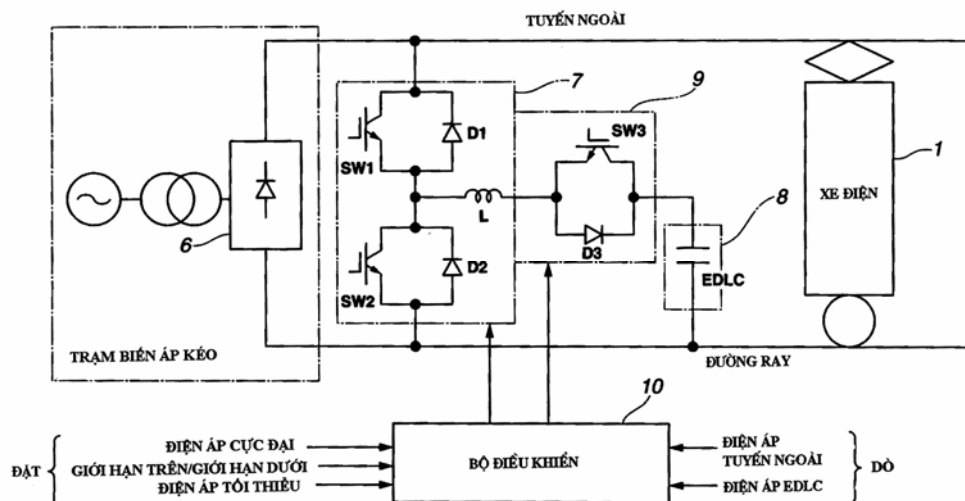 TUYẾN NGOÀI
7
9
SW3
D1
SW1
1
L
XE ĐIỆN
8
6
D3
EDLC
D2
SW2
TRẠM BIẾN ÁP KÉO
ĐƯỜNG RAY
10
ĐIỆN ÁP CỰC ĐẠI
ĐẶT
GIỚI HẠN TRÊN/GIỚI HẠN DƯỚI
ĐIỆN ÁP TỐI THIỂU
BỘ ĐIỀU KHIỂN
ĐIỆN ÁP
TUYẾN NGOÀI
DÒ
ĐIỆN ÁP EDLC